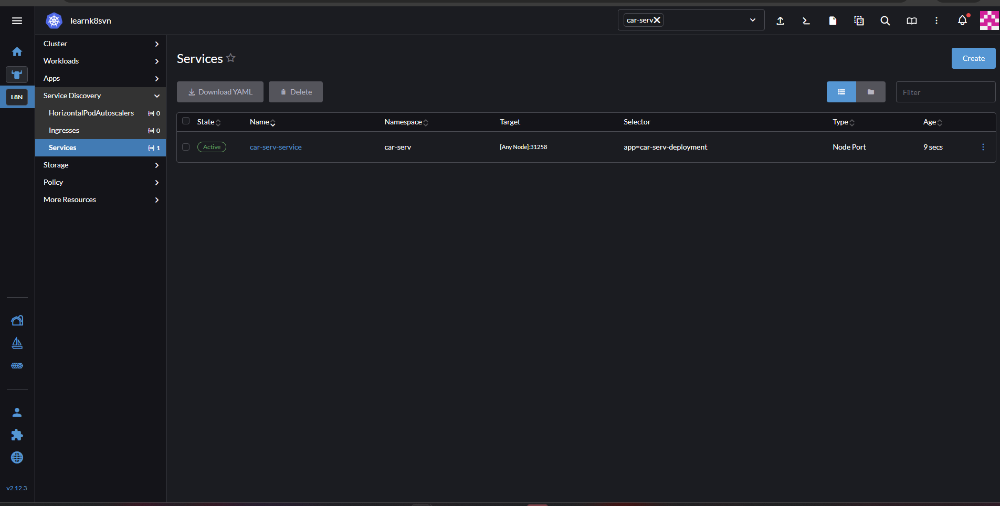 learnk8svn
car-serv
Cluster
Workloads
Apps
Service Discovery
HorizontalPodAutoscalers 0
Ingresses 0
Services 1
Storage
Policy
More Resources
L8N
v2.12.3
Services
Create
Download YAML
Delete
Filter
State Name Namespace Target Selector Type Age
Active car-serv-service car-serv [Any Node]:31258 app=car-serv-deployment Node Port 9 secs